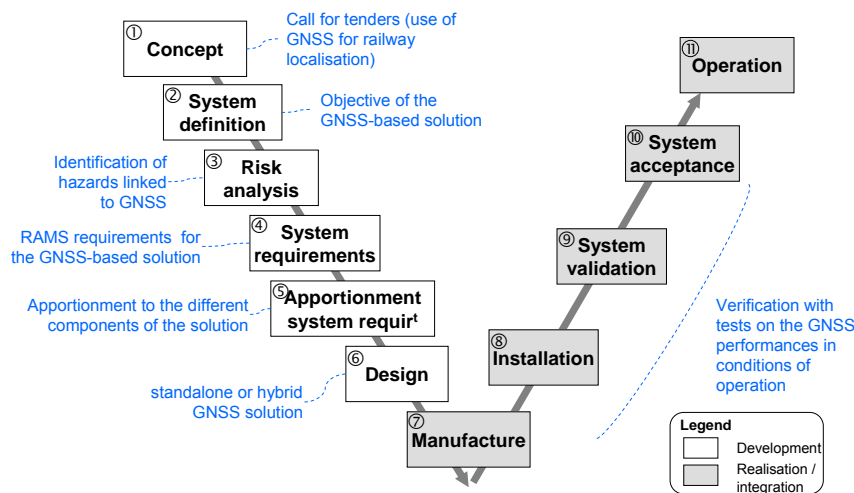 ①
Concept
Call for tenders (use of
GNSS for railway
localisation)
②
System
definition
Objective of the
GNSS-based solution
③
Risk
analysis
Identification of
hazards linked
to GNSS
④
System
requirements
RAMS requirements for
the GNSS-based solution
⑤
Apportionment
system requirᵗ
Apportionment to the different
components of the solution
⑥
Design
standalone or hybrid
GNSS solution
⑦
Manufacture
⑧
Installation
⑨
System
validation
⑩
System
acceptance
⑪
Operation
Verification with
tests on the GNSS
performances in
conditions of
operation
Legend
Development
Realisation /
integration